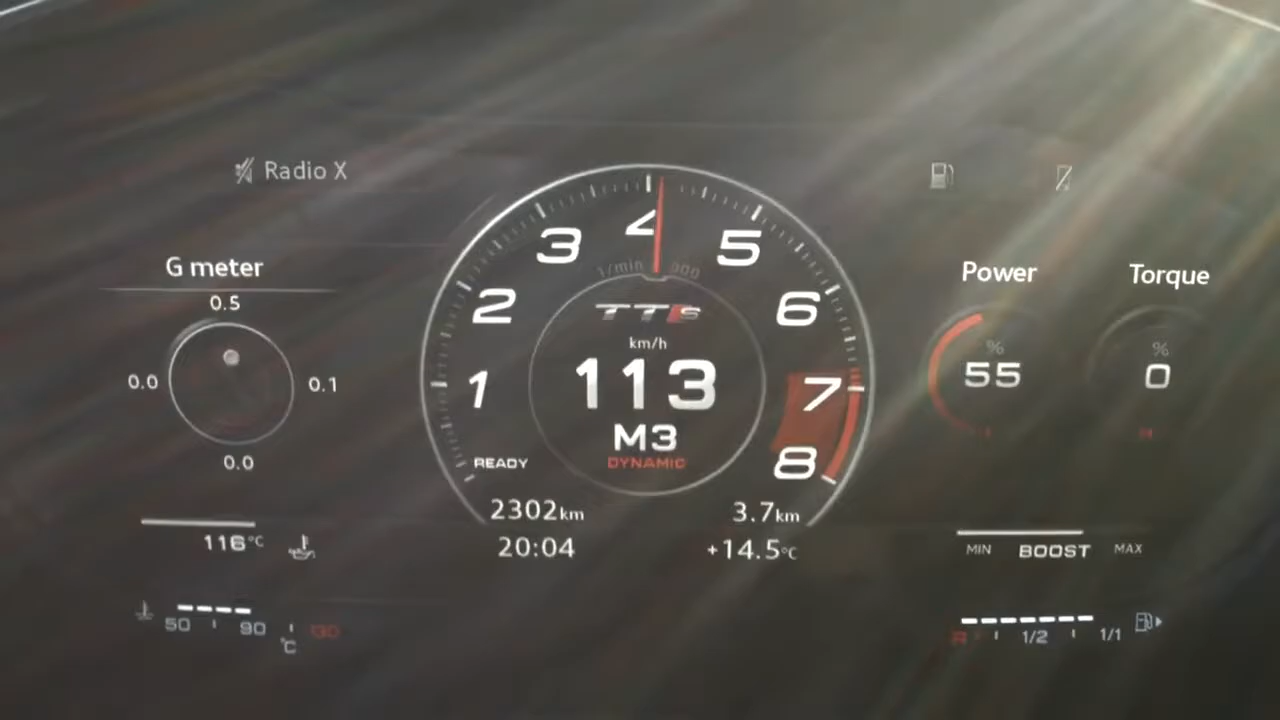 Radio X
G meter
0.5
0.0
0.1
0.0
116°C
50
90
°C
130
1
2
3
4
5
6
7
8
1/min
000
TTS
km/h
113
M3
DYNAMIC
READY
2302km
3.7km
20:04
+14.5°C
Power
Torque
%
55
%
0
MIN
BOOST
MAX
R
1/2
1/1